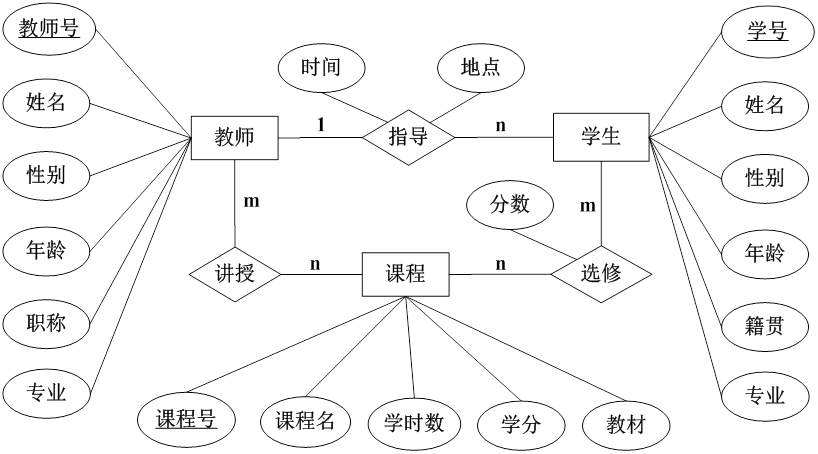 教师号
学号
时间
地点
姓名
姓名
教师
1
指导
n
学生
性别
性别
m
分数
m
年龄
年龄
讲授
n
课程
n
选修
职称
籍贯
专业
专业
课程号
课程名
学时数
学分
教材